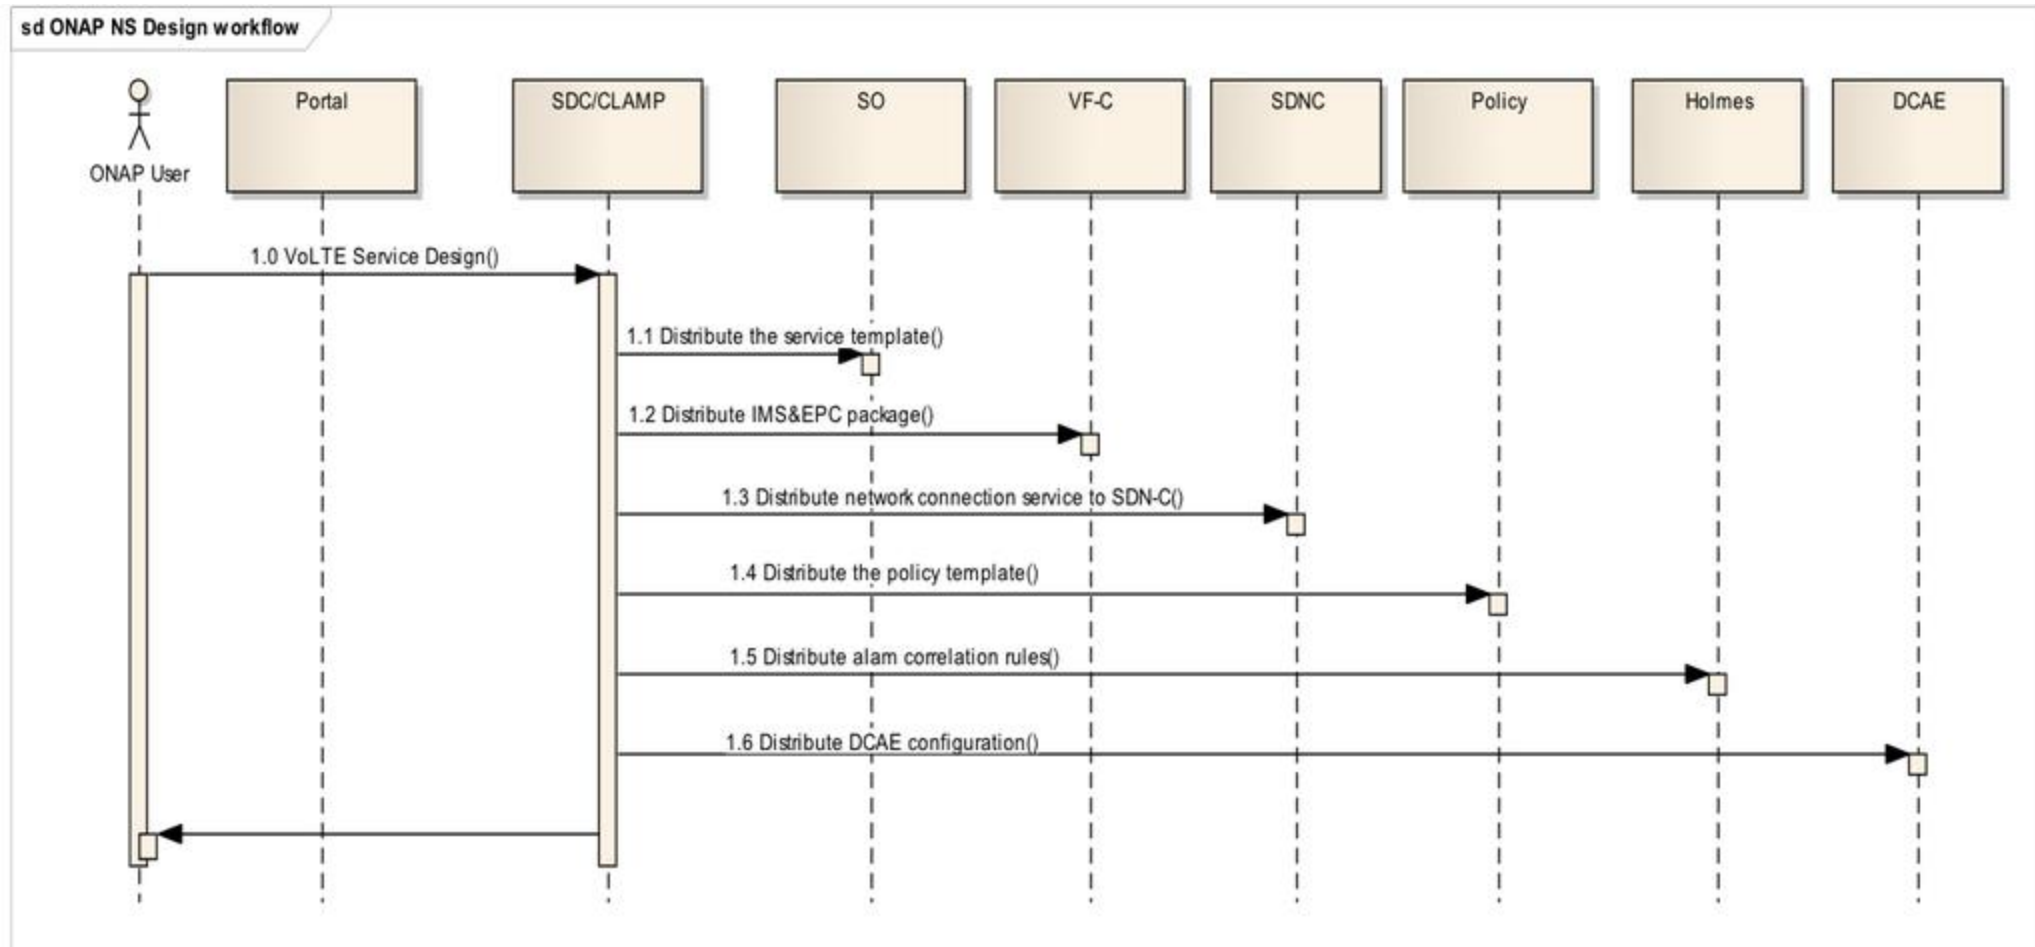 sd ONAP NS Design workflow
ONAP User
Portal
SDC/CLAMP
SO
VF-C
SDNC
Policy
Holmes
DCAE
1.0 VoLTE Service Design()
1.1 Distribute the service template()
1.2 Distribute IMS&EPC package()
1.3 Distribute network connection service to SDN-C()
1.4 Distribute the policy template()
1.5 Distribute alam correlation rules()
1.6 Distribute DCAE configuration()